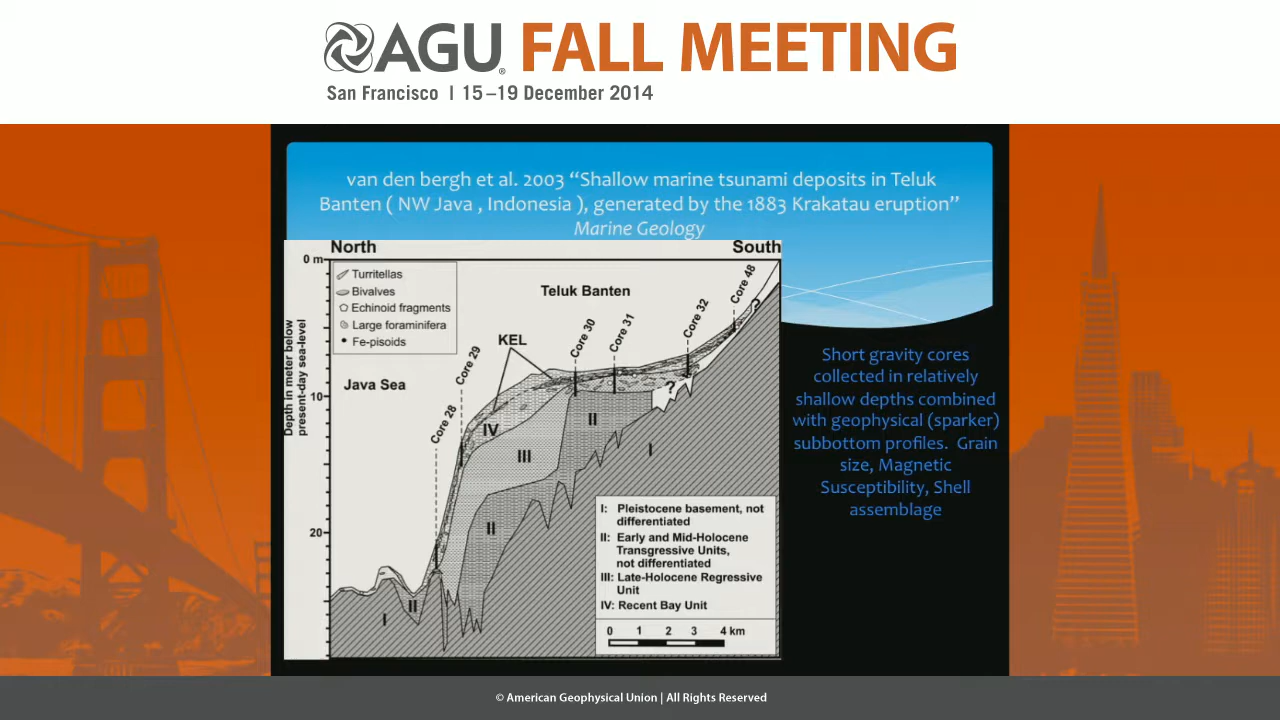 AGU® FALL MEETING
San Francisco | 15–19 December 2014
van den bergh et al. 2003 “Shallow marine tsunami deposits in Teluk
Banten ( NW Java , Indonesia ), generated by the 1883 Krakatau eruption”
Marine Geology
North
South
0 m
10
20
Depth in meter below
present-day sea-level
Turritellas
Bivalves
Echinoid fragments
Large foraminifera
Fe-pisoids
Teluk Banten
Java Sea
KEL
Core 28
Core 29
Core 30
Core 31
Core 32
Core 48
?
?
IV
III
II
II
I
I
II
I: Pleistocene basement, not
differentiated
II: Early and Mid-Holocene
Transgressive Units,
not differentiated
III: Late-Holocene Regressive
Unit
IV: Recent Bay Unit
0 1 2 3 4 km
Short gravity cores
collected in relatively
shallow depths combined
with geophysical (sparker)
subbottom profiles. Grain
size, Magnetic
Susceptibility, Shell
assemblage
© American Geophysical Union | All Rights Reserved